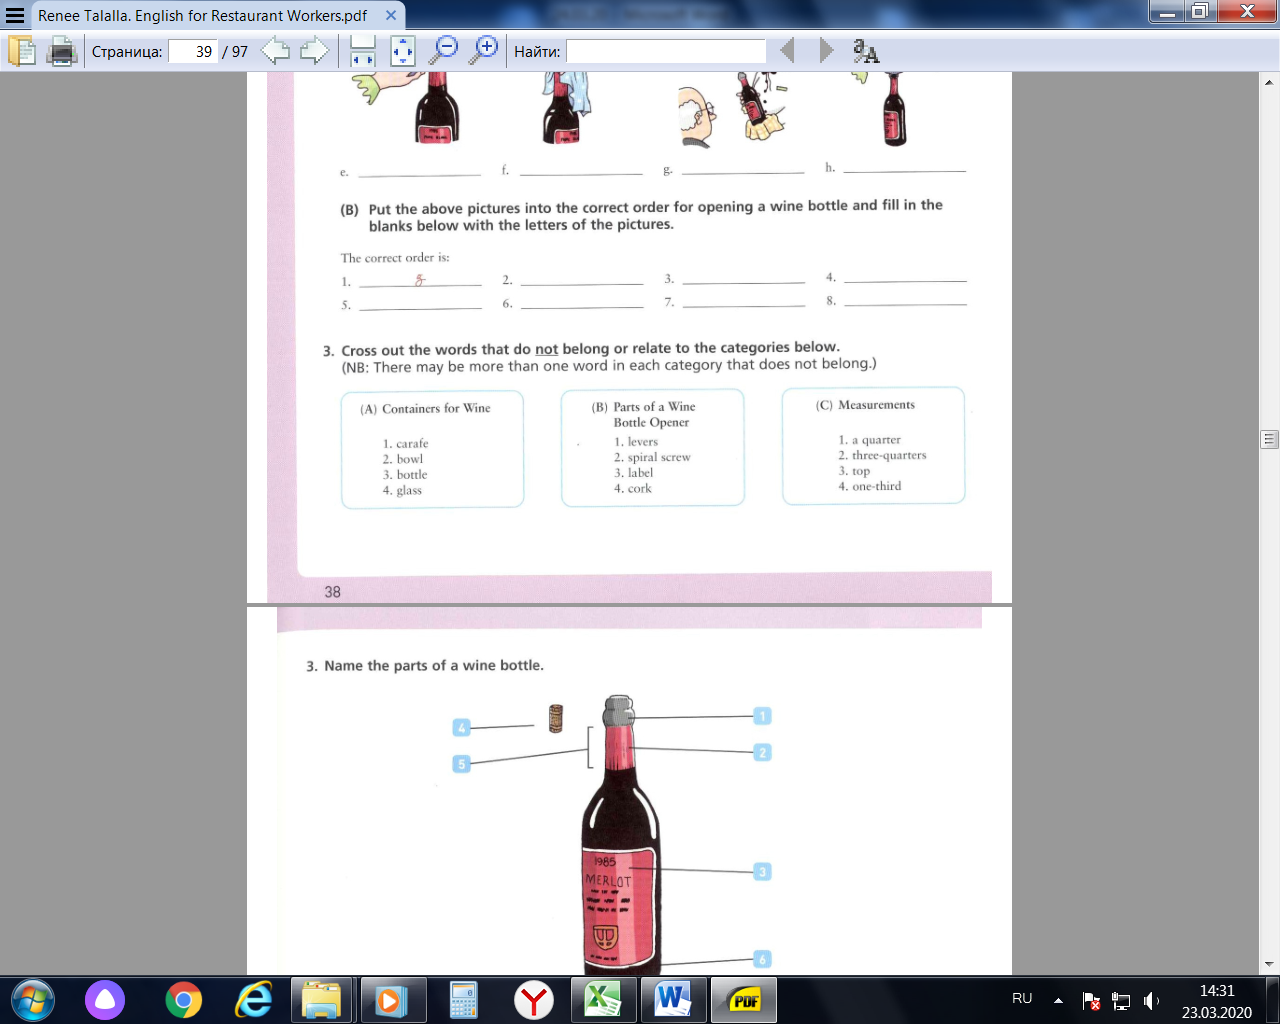 Renee Talalla. English for Restaurant Workers.pdf
Страница: 39 / 97 Найти:
e. f. g. h.
(B) Put the above pictures into the correct order for opening a wine bottle and fill in the
blanks below with the letters of the pictures.
The correct order is:
1. g 2. 3. 4.
5. 6. 7. 8.
3. Cross out the words that do not belong or relate to the categories below.
(NB: There may be more than one word in each category that does not belong.)
(A) Containers for Wine
1. carafe
2. bowl
3. bottle
4. glass
(B) Parts of a Wine
Bottle Opener
1. levers
2. spiral screw
3. label
4. cork
(C) Measurements
1. a quarter
2. three-quarters
3. top
4. one-third
38
3. Name the parts of a wine bottle.
4
5
1
2
3
6
1985
MERLOT
RU
14:31
23.03.2020
PDF